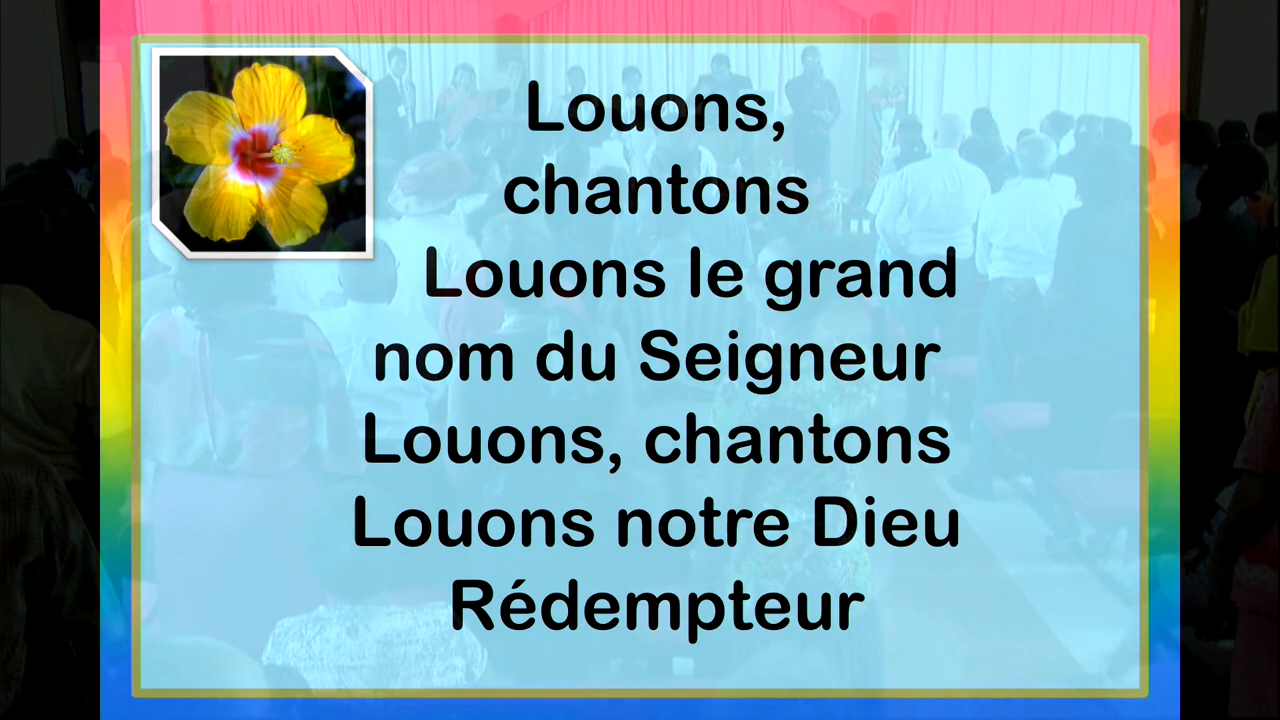 Louons,
chantons
Louons le grand
nom du Seigneur
Louons, chantons
Louons notre Dieu
Rédempteur